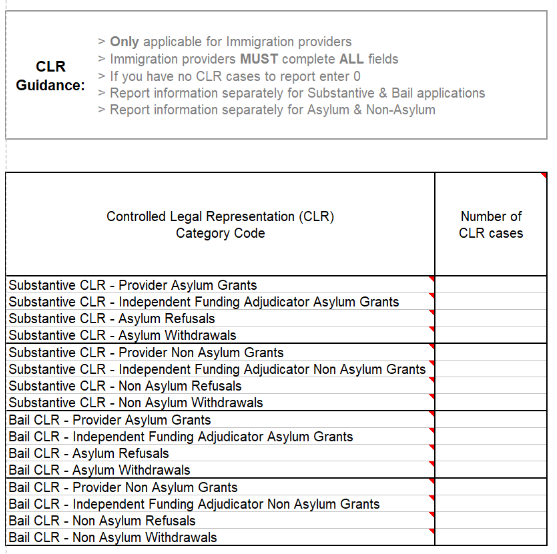 CLR
Guidance:
> Only applicable for Immigration providers
> Immigration providers MUST complete ALL fields
> If you have no CLR cases to report enter 0
> Report information separately for Substantive & Bail applications
> Report information separately for Asylum & Non-Asylum
Controlled Legal Representation (CLR)
Category Code
Number of
CLR cases
Substantive CLR - Provider Asylum Grants
Substantive CLR - Independent Funding Adjudicator Asylum Grants
Substantive CLR - Asylum Refusals
Substantive CLR - Asylum Withdrawals
Substantive CLR - Provider Non Asylum Grants
Substantive CLR - Independent Funding Adjudicator Non Asylum Grants
Substantive CLR - Non Asylum Refusals
Substantive CLR - Non Asylum Withdrawals
Bail CLR - Provider Asylum Grants
Bail CLR - Independent Funding Adjudicator Asylum Grants
Bail CLR - Asylum Refusals
Bail CLR - Asylum Withdrawals
Bail CLR - Provider Non Asylum Grants
Bail CLR - Independent Funding Adjudicator Non Asylum Grants
Bail CLR - Non Asylum Refusals
Bail CLR - Non Asylum Withdrawals